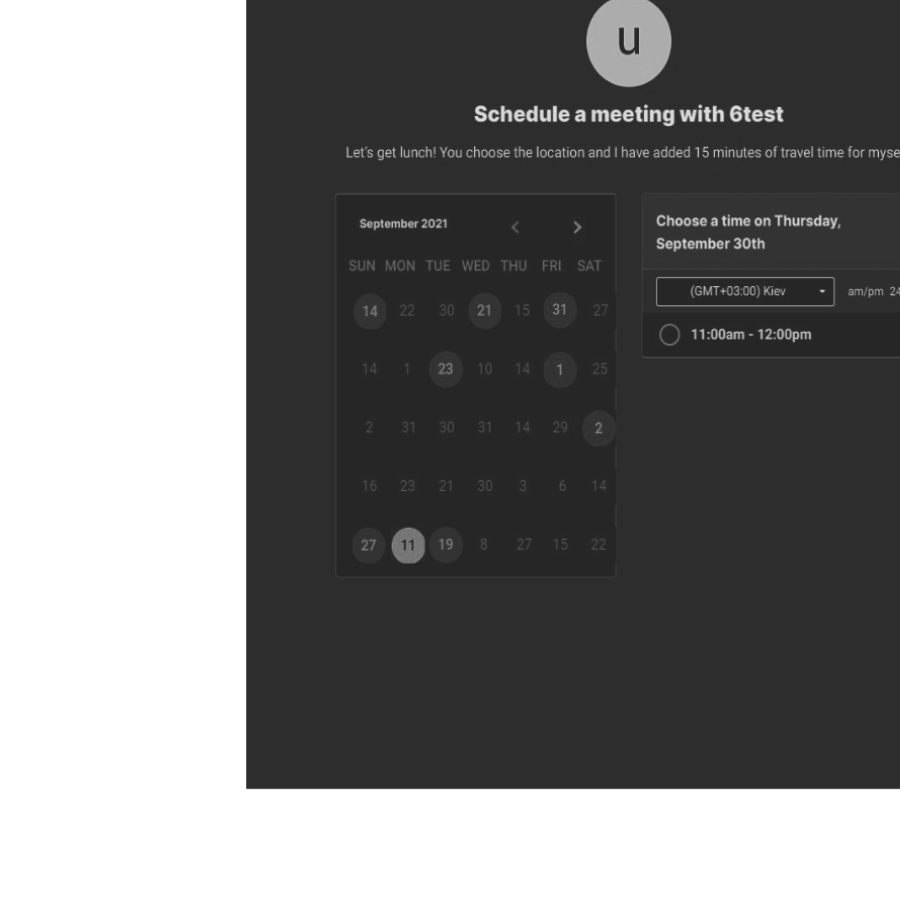 u
Schedule a meeting with 6test
Let's get lunch! You choose the location and I have added 15 minutes of travel time for myse
September 2021
SUN MON TUE WED THU FRI SAT
14 22 30 21 15 31 27
14 1 23 10 14 1 25
2 31 30 31 14 29 2
16 23 21 30 3 6 14
27 11 19 8 27 15 22
Choose a time on Thursday,
September 30th
(GMT+03:00) Kiev am/pm 24
11:00am - 12:00pm